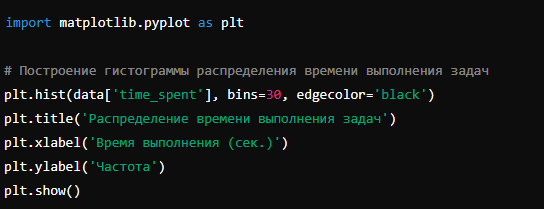 import matplotlib.pyplot as plt
# Построение гистограммы распределения времени выполнения задач
plt.hist(data['time_spent'], bins=30, edgecolor='black')
plt.title('Распределение времени выполнения задач')
plt.xlabel('Время выполнения (сек.)')
plt.ylabel('Частота')
plt.show()